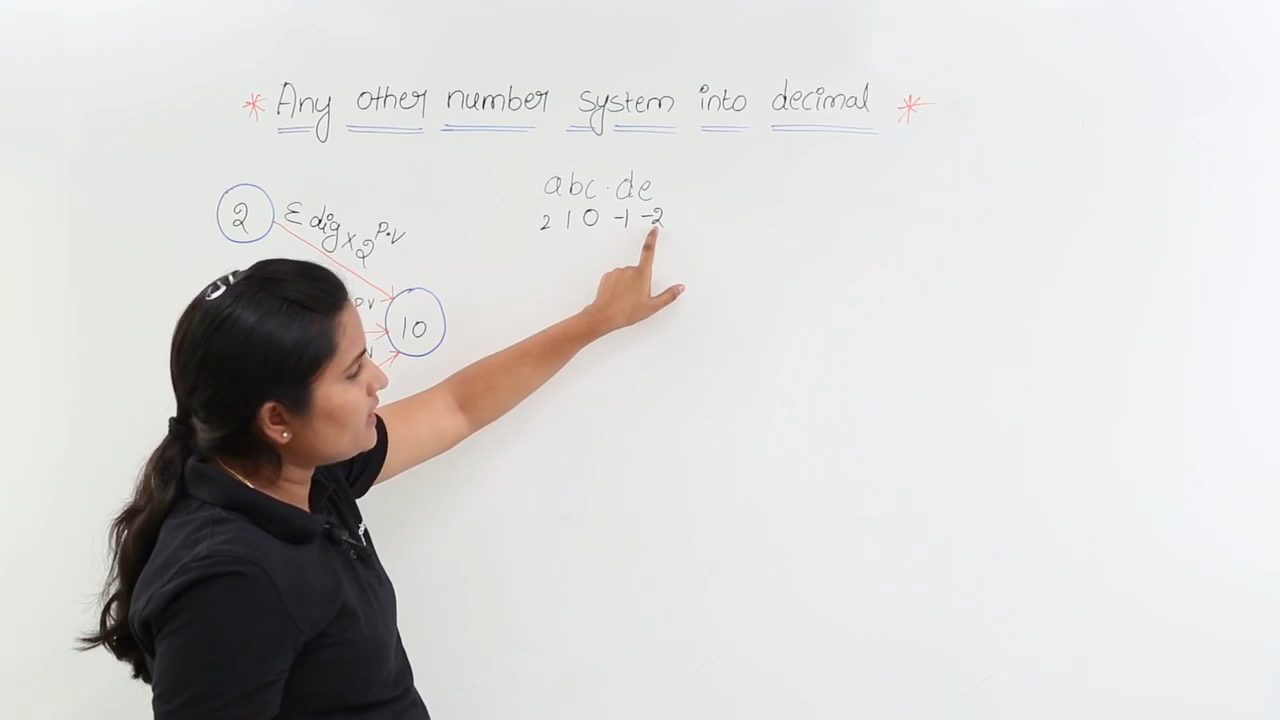 * Any other number system into decimal *
abc.de
2 1 0 -1 -2
2 Σ dig x 2 P.V
P.V
10